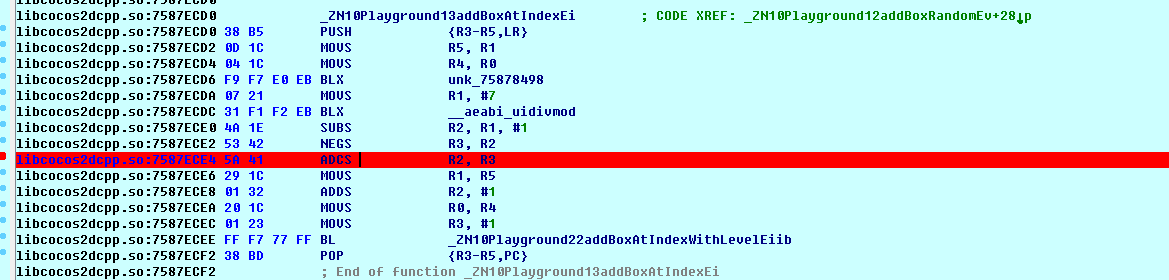 libcocos2dcpp.so:7587ECD0
libcocos2dcpp.so:7587ECD0 _ZN10Playground13addBoxAtIndexEi ; CODE XREF: _ZN10Playground12addBoxRandomEv+28↓p
libcocos2dcpp.so:7587ECD0 38 B5 PUSH {R3-R5,LR}
libcocos2dcpp.so:7587ECD2 0D 1C MOVS R5, R1
libcocos2dcpp.so:7587ECD4 04 1C MOVS R4, R0
libcocos2dcpp.so:7587ECD6 F9 F7 E0 EB BLX unk_75878498
libcocos2dcpp.so:7587ECDA 07 21 MOVS R1, #7
libcocos2dcpp.so:7587ECDC 31 F1 F2 EB BLX __aeabi_uidivmod
libcocos2dcpp.so:7587ECE0 4A 1E SUBS R2, R1, #1
libcocos2dcpp.so:7587ECE2 53 42 NEGS R3, R2
libcocos2dcpp.so:7587ECE4 5A 41 ADCS R2, R3
libcocos2dcpp.so:7587ECE6 29 1C MOVS R1, R5
libcocos2dcpp.so:7587ECE8 01 32 ADDS R2, #1
libcocos2dcpp.so:7587ECEA 20 1C MOVS R0, R4
libcocos2dcpp.so:7587ECEC 01 23 MOVS R3, #1
libcocos2dcpp.so:7587ECEE FF F7 77 FF BL _ZN10Playground22addBoxAtIndexWithLevelEiib
libcocos2dcpp.so:7587ECF2 38 BD POP {R3-R5,PC}
libcocos2dcpp.so:7587ECF2 ; End of function _ZN10Playground13addBoxAtIndexEi